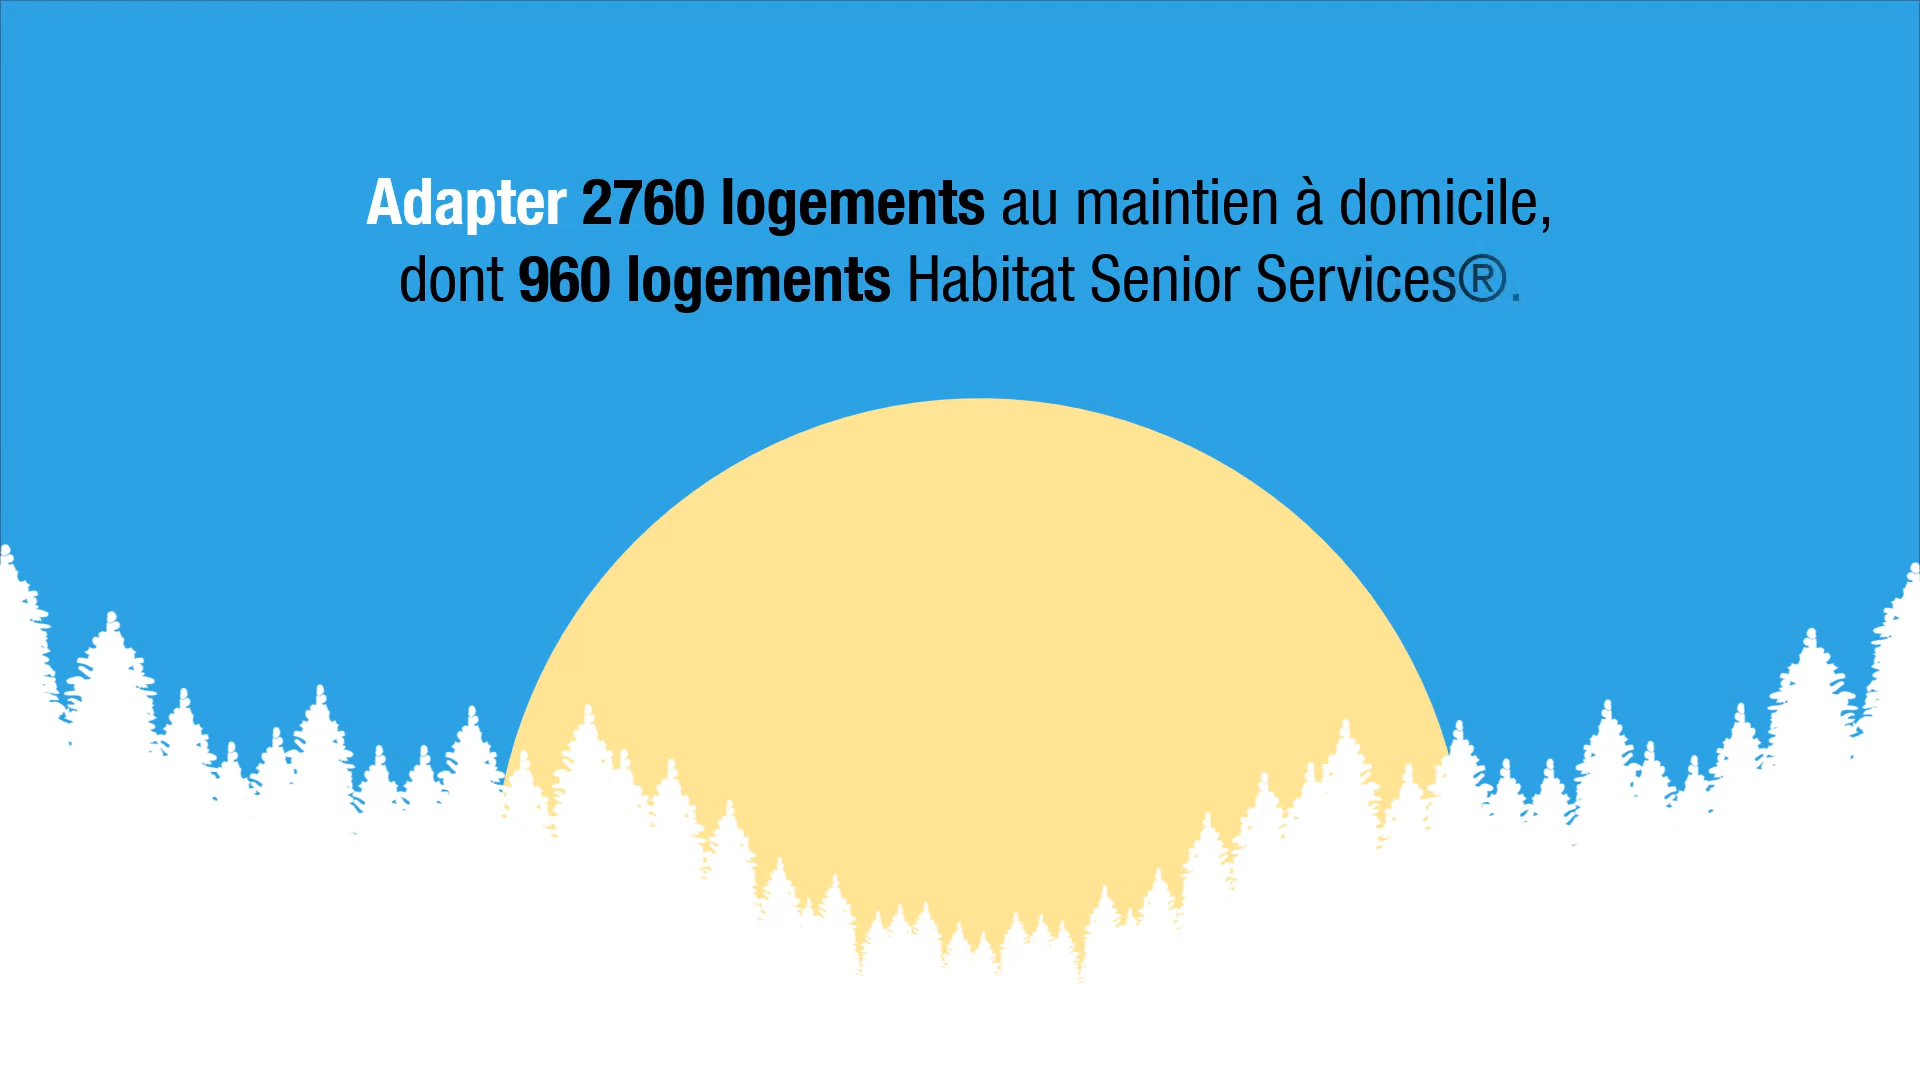 Adapter 2760 logements au maintien à domicile,
dont 960 logements Habitat Senior Services®.